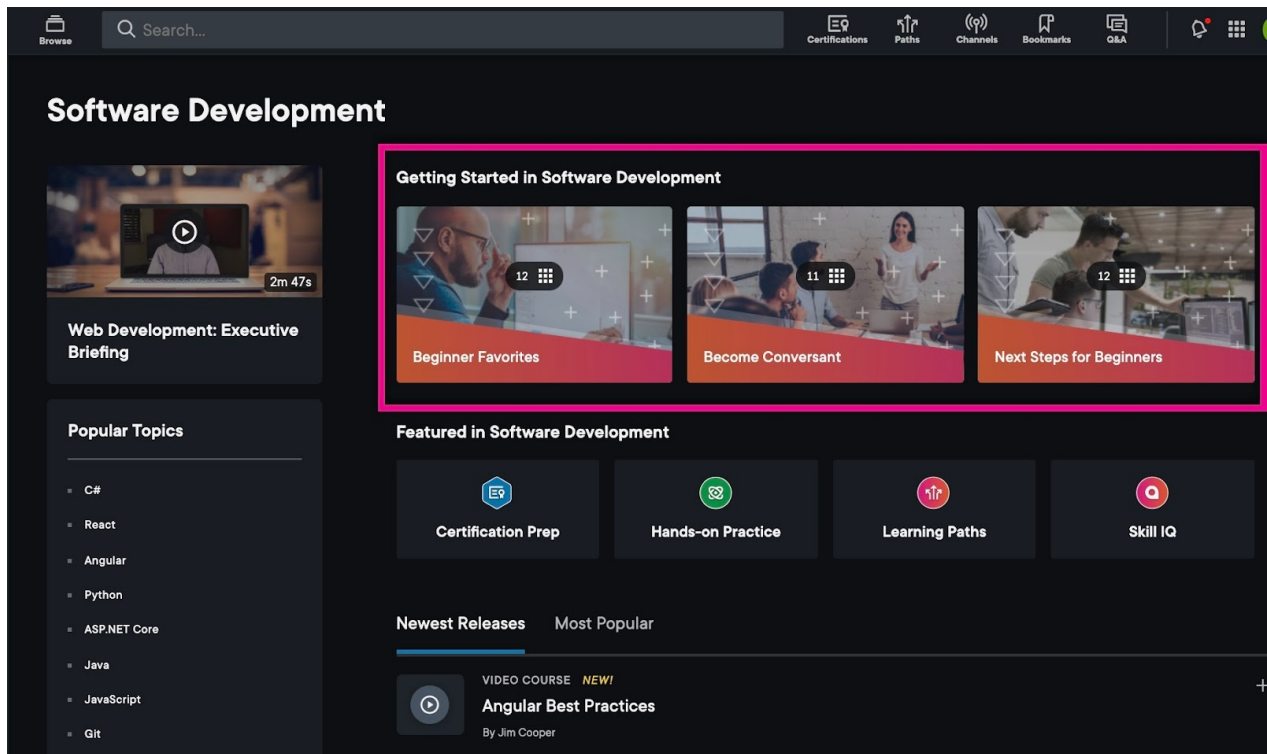 Browse
Search...
Certifications
Paths
Channels
Bookmarks
Q&A
Software Development
2m 47s
Web Development: Executive
Briefing
Popular Topics
C#
React
Angular
Python
ASP.NET Core
Java
JavaScript
Git
Getting Started in Software Development
12
Beginner Favorites
11
Become Conversant
12
Next Steps for Beginners
Featured in Software Development
Certification Prep
Hands-on Practice
Learning Paths
Skill IQ
Newest Releases Most Popular
VIDEO COURSE NEW!
Angular Best Practices
By Jim Cooper